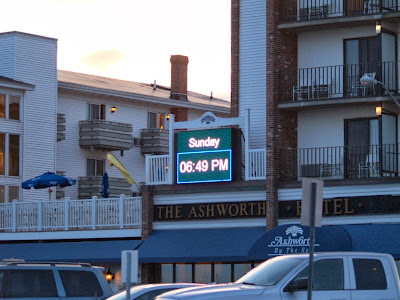 Sunday
06:49 PM
THE ASHWORTH HOTEL
Ashworth
By The Sea